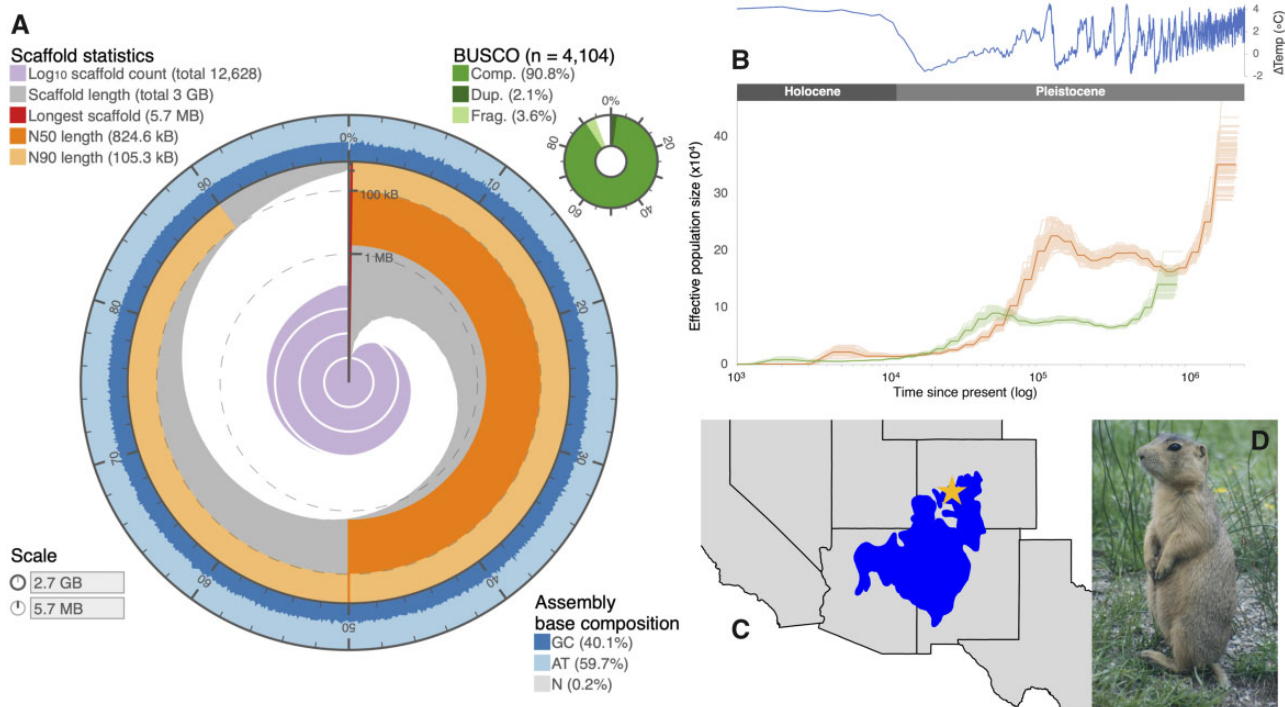 A
Scaffold statistics
Log10 scaffold count (total 12,628)
Scaffold length (total 3 GB)
Longest scaffold (5.7 MB)
N50 length (824.6 kB)
N90 length (105.3 kB)
BUSCO (n = 4,104)
Comp. (90.8%)
Dup. (2.1%)
Frag. (3.6%)
0%
20
40
60
80
0%
10
20
30
40
50
60
70
80
90
100 kB
1 MB
Scale
2.7 GB
5.7 MB
Assembly
base composition
GC (40.1%)
AT (59.7%)
N (0.2%)
B
4
2
0
-2
ΔTemp (∘C)
Holocene
Pleistocene
Effective population size (x10⁴)
40
30
20
10
0
10³
10⁴
10⁵
10⁶
Time since present (log)
C
D